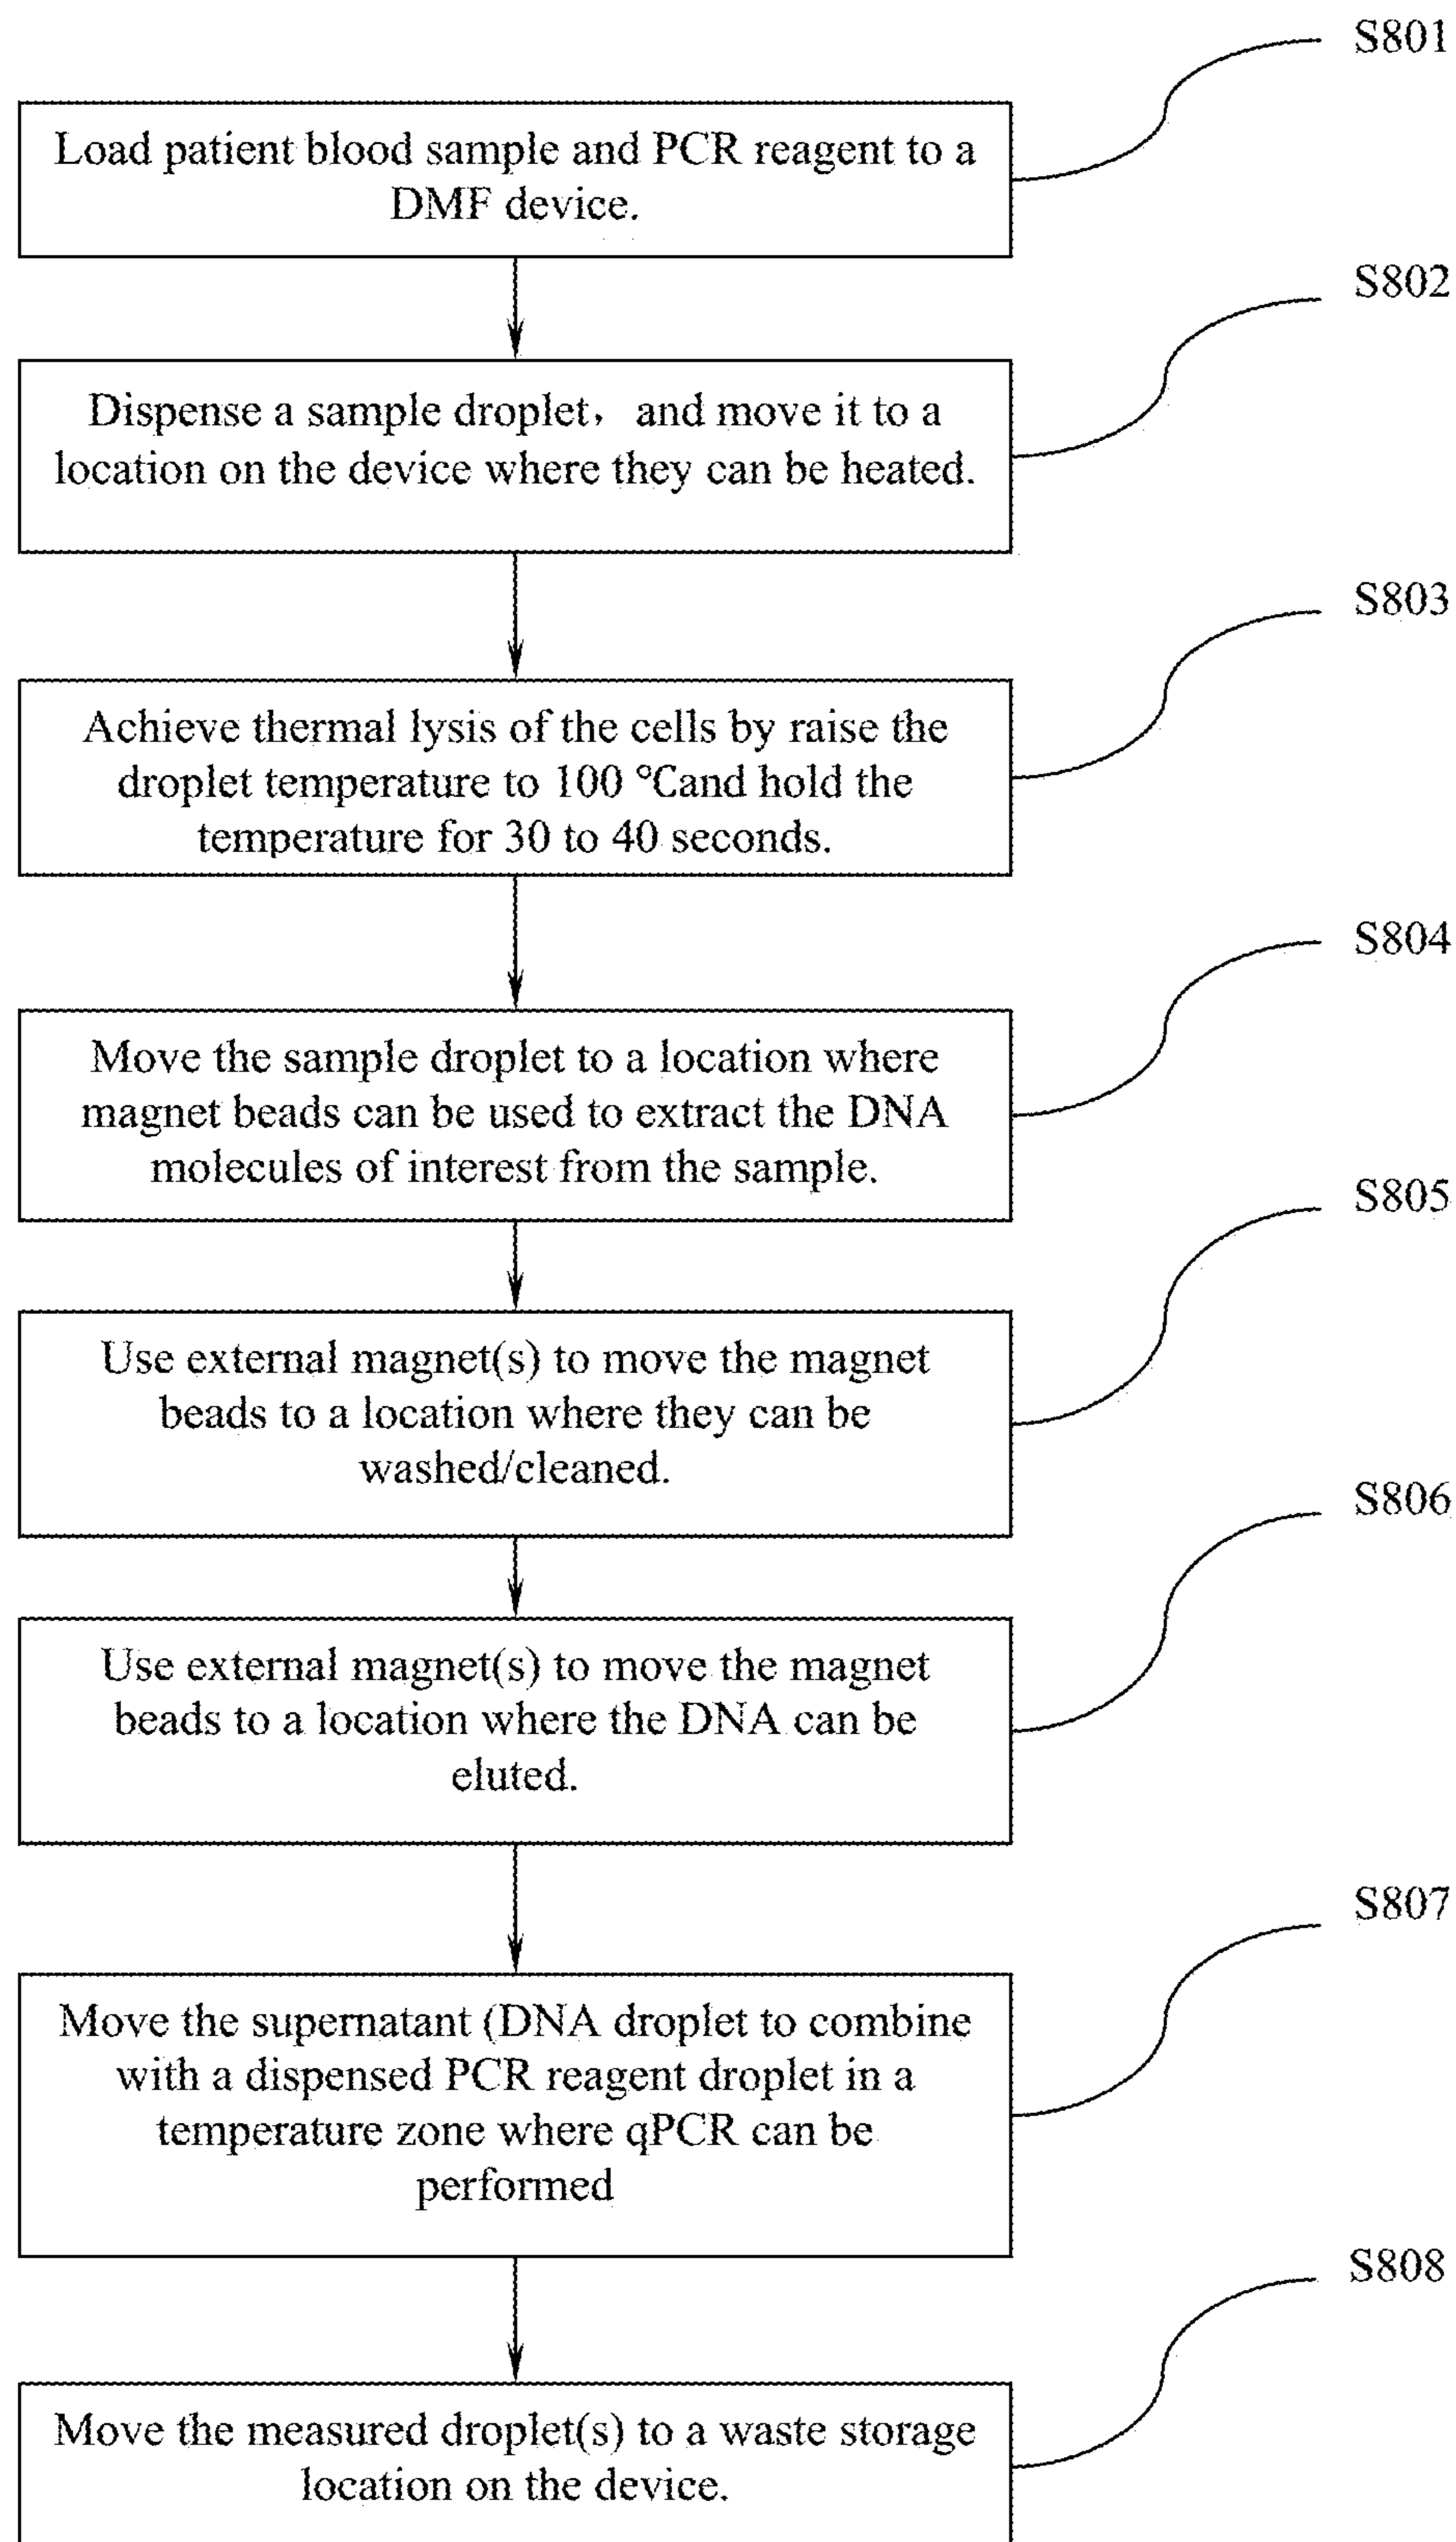 S801
Load patient blood sample and PCR reagent to a
DMF device.
S802
Dispense a sample droplet， and move it to a
location on the device where they can be heated.
S803
Achieve thermal lysis of the cells by raise the
droplet temperature to 100 ℃and hold the
temperature for 30 to 40 seconds.
S804
Move the sample droplet to a location where
magnet beads can be used to extract the DNA
molecules of interest from the sample.
S805
Use external magnet(s) to move the magnet
beads to a location where they can be
washed/cleaned.
S806
Use external magnet(s) to move the magnet
beads to a location where the DNA can be
eluted.
S807
Move the supernatant (DNA droplet to combine
with a dispensed PCR reagent droplet in a
temperature zone where qPCR can be
performed
S808
Move the measured droplet(s) to a waste storage
location on the device.